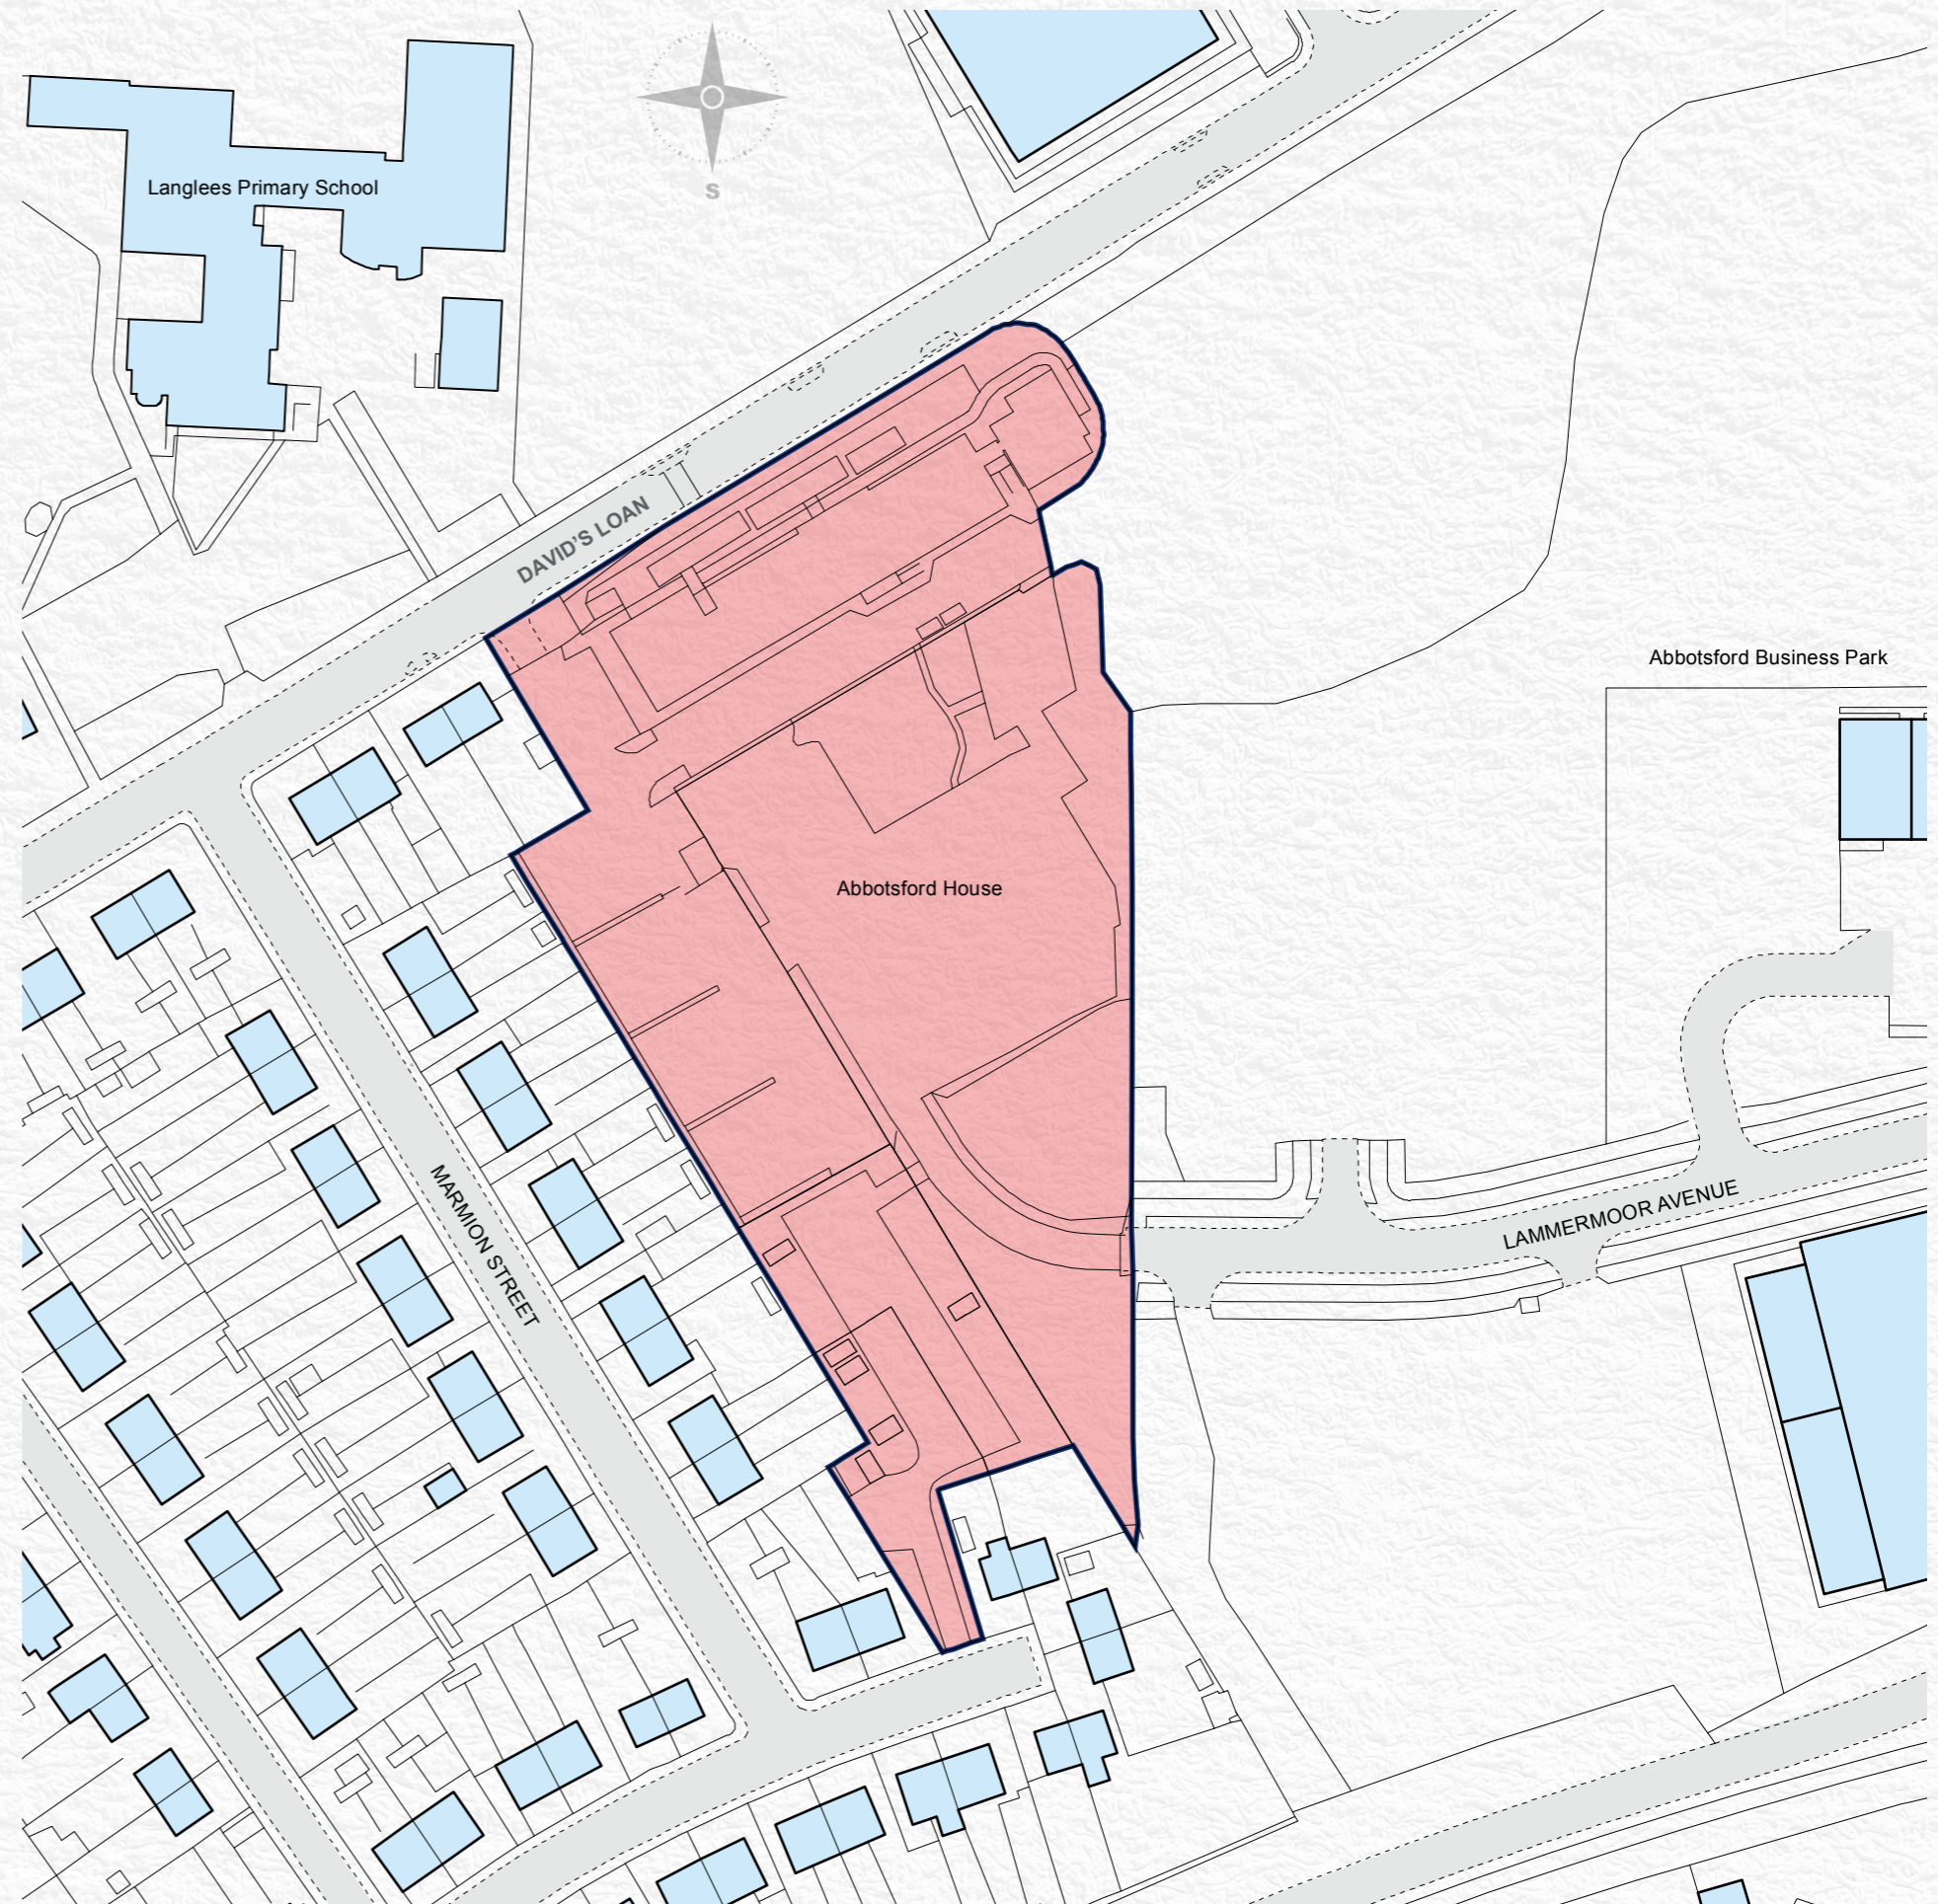 S
Langlees Primary School
DAVID'S LOAN
Abbotsford Business Park
Abbotsford House
MARMION STREET
LAMMERMOOR AVENUE